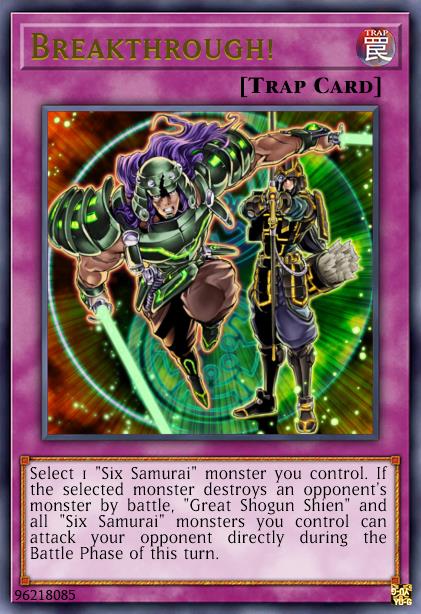 BREAKTHROUGH!
TRAP
罠
[TRAP CARD]
Select 1 "Six Samurai" monster you control. If
the selected monster destroys an opponent's
monster by battle, "Great Shogun Shien" and
all "Six Samurai" monsters you control can
attack your opponent directly during the
Battle Phase of this turn.
96218085